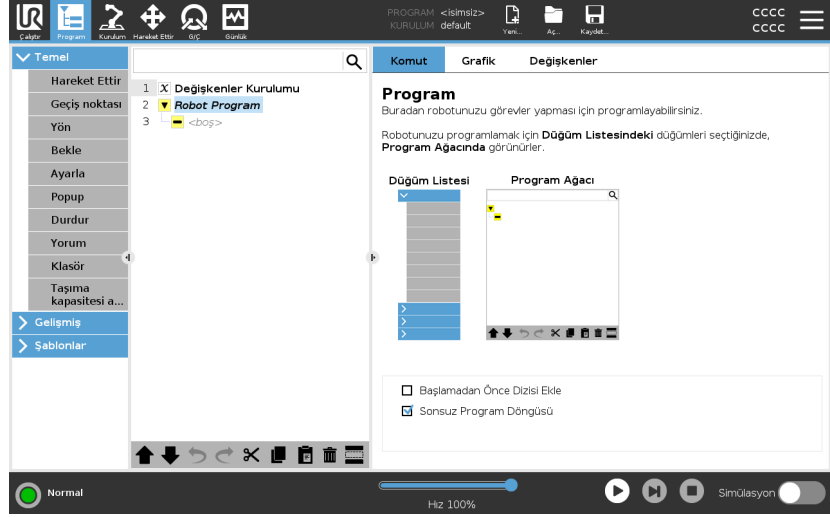 UR
Çalıştır
Program
Kurulum
Hareket Ettir
G/Ç
Günlük
PROGRAM <isimsiz>
KURULUM default
Yeni...
Aç...
Kaydet...
cccc
cccc
Temel
Hareket Ettir
Geçiş noktası
Yön
Bekle
Ayarla
Popup
Durdur
Yorum
Klasör
Taşıma
kapasitesi a...
Gelişmiş
Şablonlar
1 X Değişkenler Kurulumu
2 Robot Program
3 <boş>
Komut Grafik Değişkenler
Program
Buradan robotunuzu görevler yapması için programlayabilirsiniz.
Robotunuzu programlamak için Düğüm Listesindeki düğümleri seçtiğinizde,
Program Ağacında görünürler.
Düğüm Listesi Program Ağacı
Başlamadan Önce Dizisi Ekle
Sonsuz Program Döngüsü
Normal
Hız 100%
Simülasyon